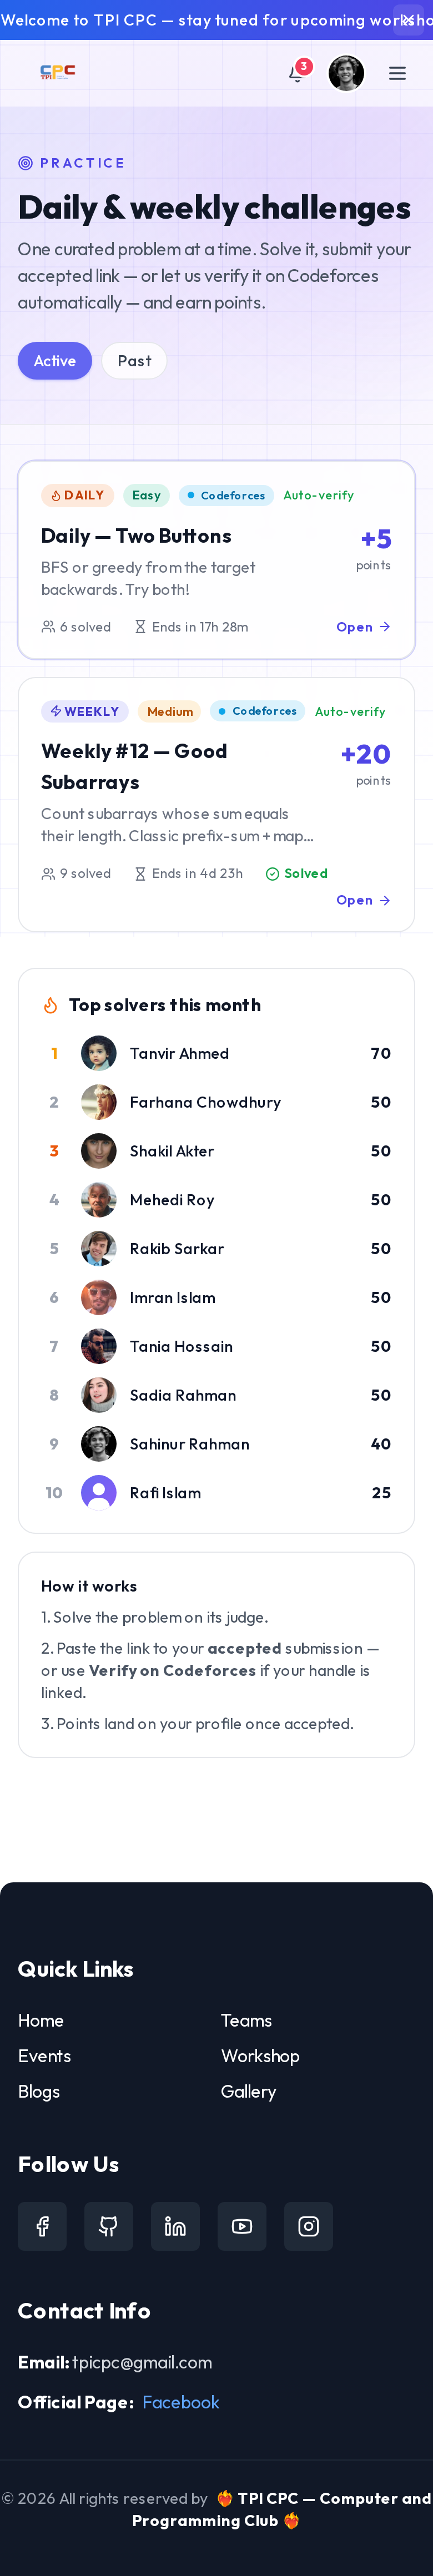 Welcome to TPI CPC — stay tuned for upcoming worksho
CPC
TPI
3
PRACTICE
Daily & weekly challenges
One curated problem at a time. Solve it, submit your
accepted link — or let us verify it on Codeforces
automatically — and earn points.
Active Past
DAILY Easy Codeforces Auto-verify
Daily — Two Buttons +5
points
BFS or greedy from the target
backwards. Try both!
6 solved Ends in 17h 28m Open →
WEEKLY Medium Codeforces Auto-verify
Weekly #12 — Good
Subarrays
+20
points
Count subarrays whose sum equals
their length. Classic prefix-sum + map...
9 solved Ends in 4d 23h Solved
Open →
Top solvers this month
1 Tanvir Ahmed 70
2 Farhana Chowdhury 50
3 Shakil Akter 50
4 Mehedi Roy 50
5 Rakib Sarkar 50
6 Imran Islam 50
7 Tania Hossain 50
8 Sadia Rahman 50
9 Sahinur Rahman 40
10 Rafi Islam 25
How it works
1. Solve the problem on its judge.
2. Paste the link to your accepted submission —
or use Verify on Codeforces if your handle is
linked.
3. Points land on your profile once accepted.
Quick Links
Home Teams
Events Workshop
Blogs Gallery
Follow Us
Contact Info
Email: tpicpc@gmail.com
Official Page: Facebook
© 2026 All rights reserved by ❤️‍🔥 TPI CPC — Computer and
Programming Club ❤️‍🔥